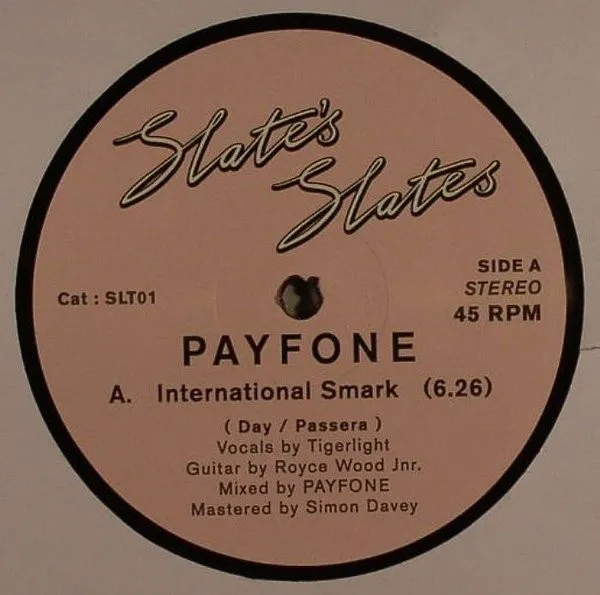 Slate's
Slates
SIDE A
STEREO
45 RPM
Cat : SLT01
PAYFONE
A. International Smark (6.26)
( Day / Passera )
Vocals by Tigerlight
Guitar by Royce Wood Jnr.
Mixed by PAYFONE
Mastered by Simon Davey